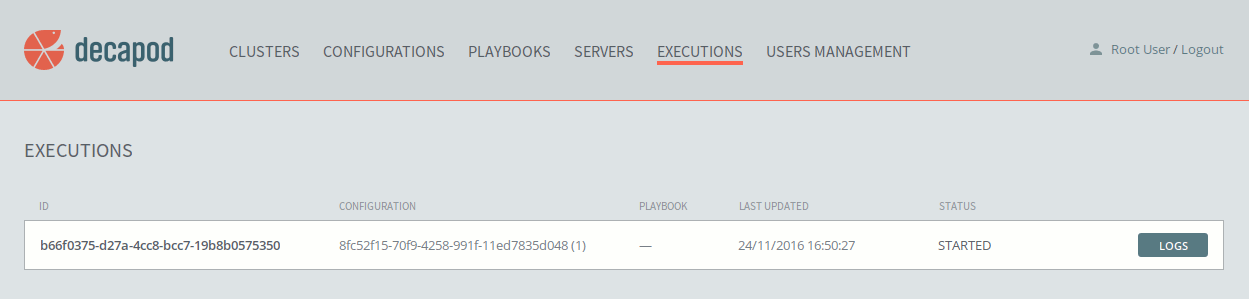 decapod CLUSTERS CONFIGURATIONS PLAYBOOKS SERVERS EXECUTIONS USERS MANAGEMENT Root User / Logout
EXECUTIONS
ID CONFIGURATION PLAYBOOK LAST UPDATED STATUS
b66f0375-d27a-4cc8-bcc7-19b8b0575350 8fc52f15-70f9-4258-991f-11ed7835d048 (1) — 24/11/2016 16:50:27 STARTED LOGS